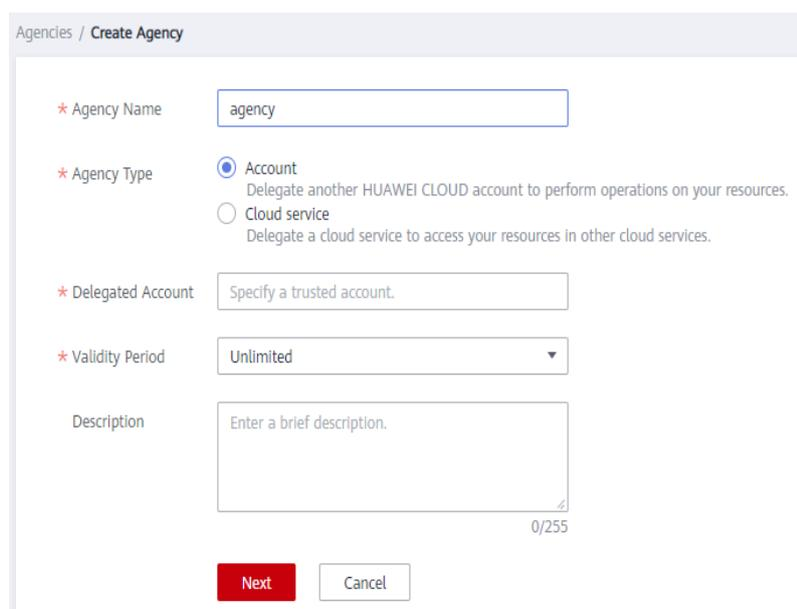 Agencies / Create Agency
* Agency Name agency
* Agency Type Account
Delegate another HUAWEI CLOUD account to perform operations on your resources.
Cloud service
Delegate a cloud service to access your resources in other cloud services.
* Delegated Account Specify a trusted account.
* Validity Period Unlimited
Description Enter a brief description.
0/255
Next Cancel